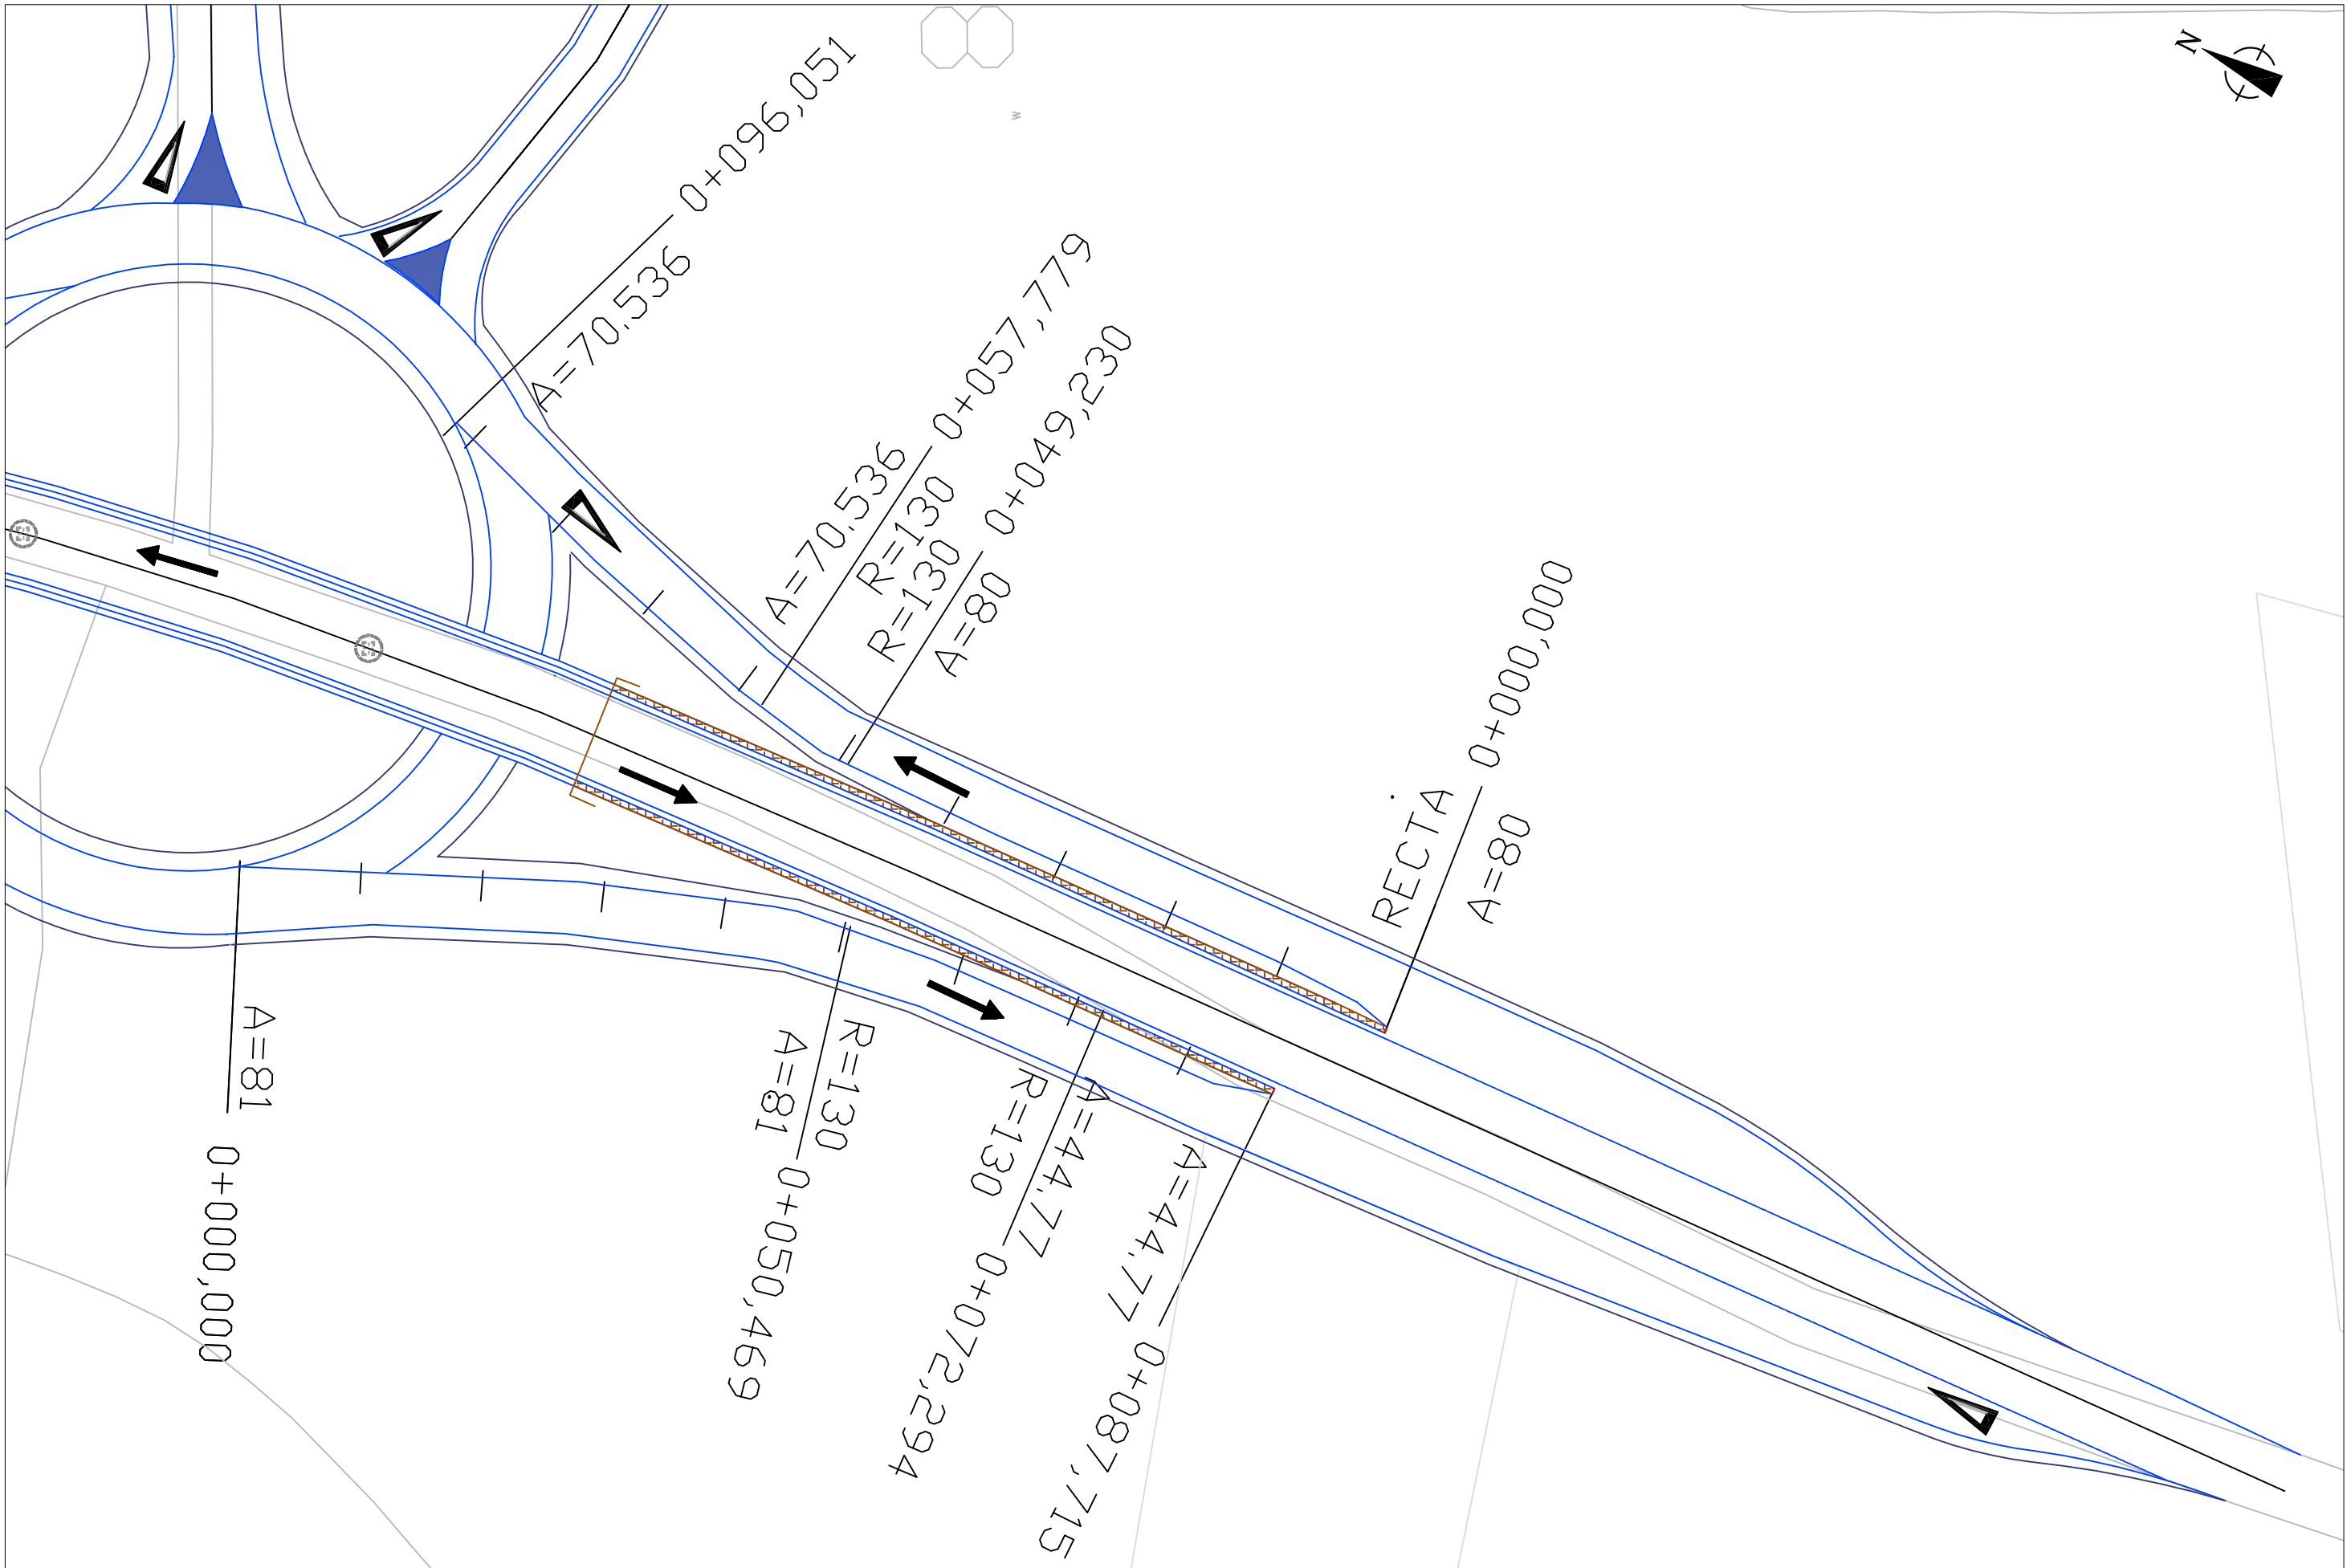 N
0+096,051
A=70.536
0+057,779
A=70.536
R=130
R=130
0+049,230
A=80
RECTA
0+000,000
A=80
A=81
0+000,000
A=81
R=130
0+050,469
R=130
A=44.77
0+072,294
A=44.77
0+087,715